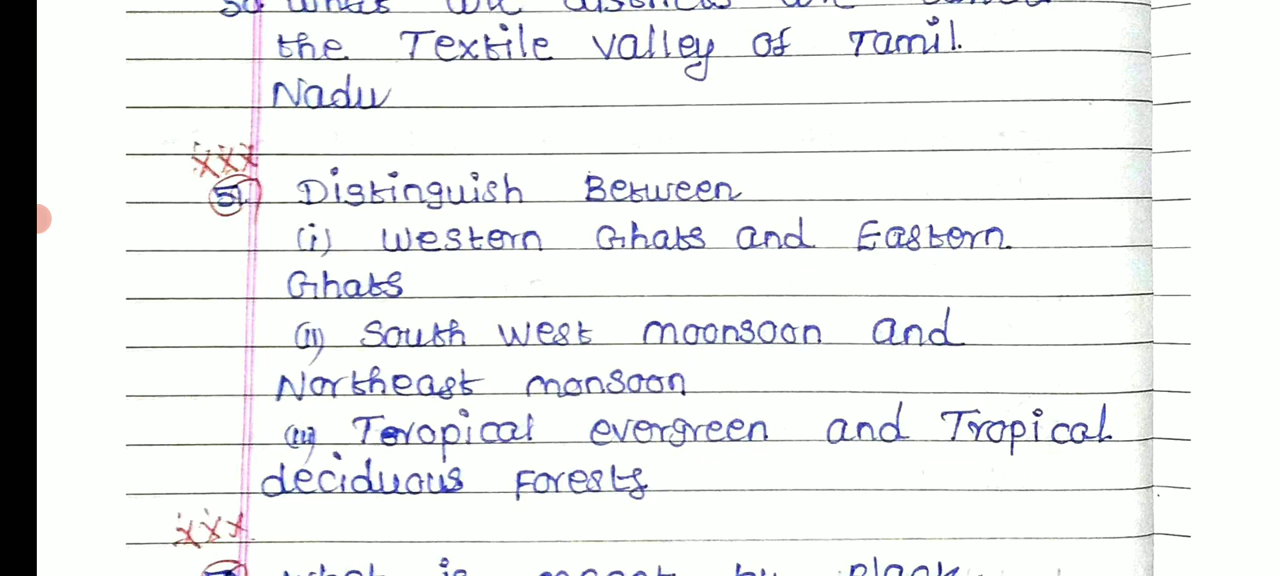 the Textile valley of Tamil
Nadu
xxx
51 Distinguish Between
(i) Western Ghats and Eastern
Ghats
(ii) South West moonsoon and
Northeast monsoon
(iii) Teropical evergreen and Tropical
deciduous Forests
xxx